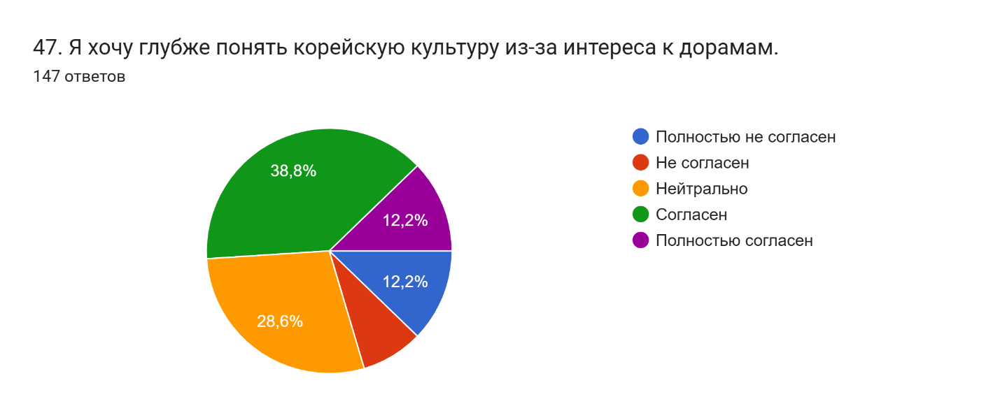 47. Я хочу глубже понять корейскую культуру из-за интереса к дорамам.
147 ответов
38,8%
12,2%
12,2%
28,6%
Полностью не согласен
Не согласен
Нейтрально
Согласен
Полностью согласен